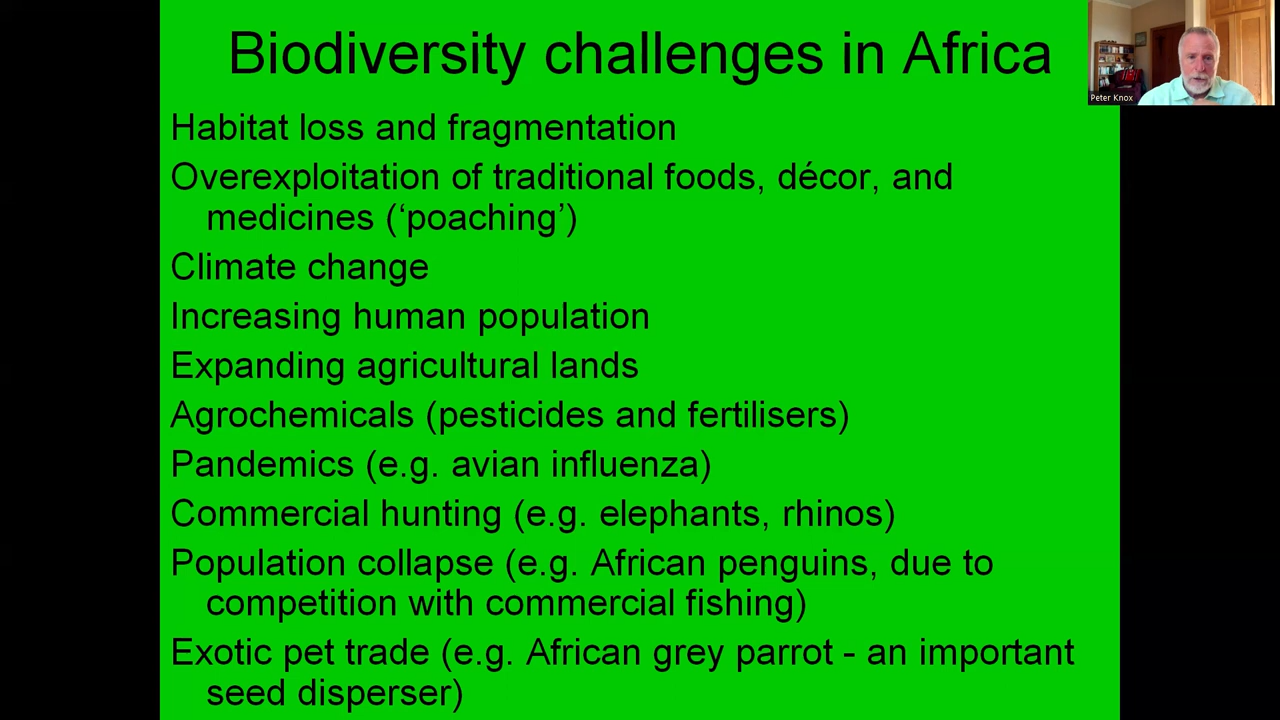 Biodiversity challenges in Africa
Peter Knox
Habitat loss and fragmentation
Overexploitation of traditional foods, décor, and
medicines (‘poaching’)
Climate change
Increasing human population
Expanding agricultural lands
Agrochemicals (pesticides and fertilisers)
Pandemics (e.g. avian influenza)
Commercial hunting (e.g. elephants, rhinos)
Population collapse (e.g. African penguins, due to
competition with commercial fishing)
Exotic pet trade (e.g. African grey parrot - an important
seed disperser)